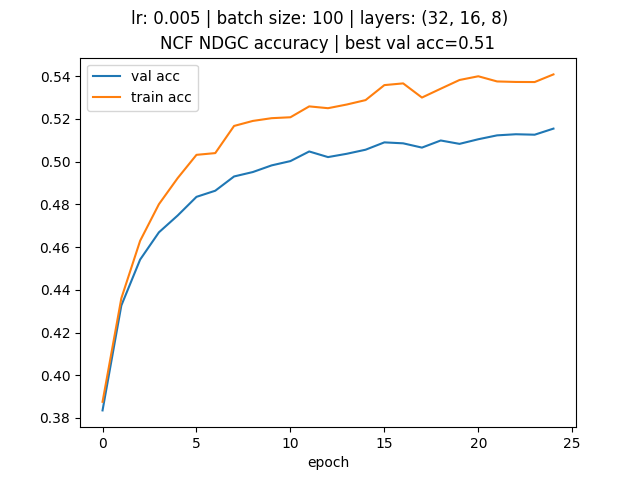 lr: 0.005 | batch size: 100 | layers: (32, 16, 8)
NCF NDGC accuracy | best val acc=0.51
val acc
train acc
0.54
0.52
0.50
0.48
0.46
0.44
0.42
0.40
0.38
0 5 10 15 20 25
epoch